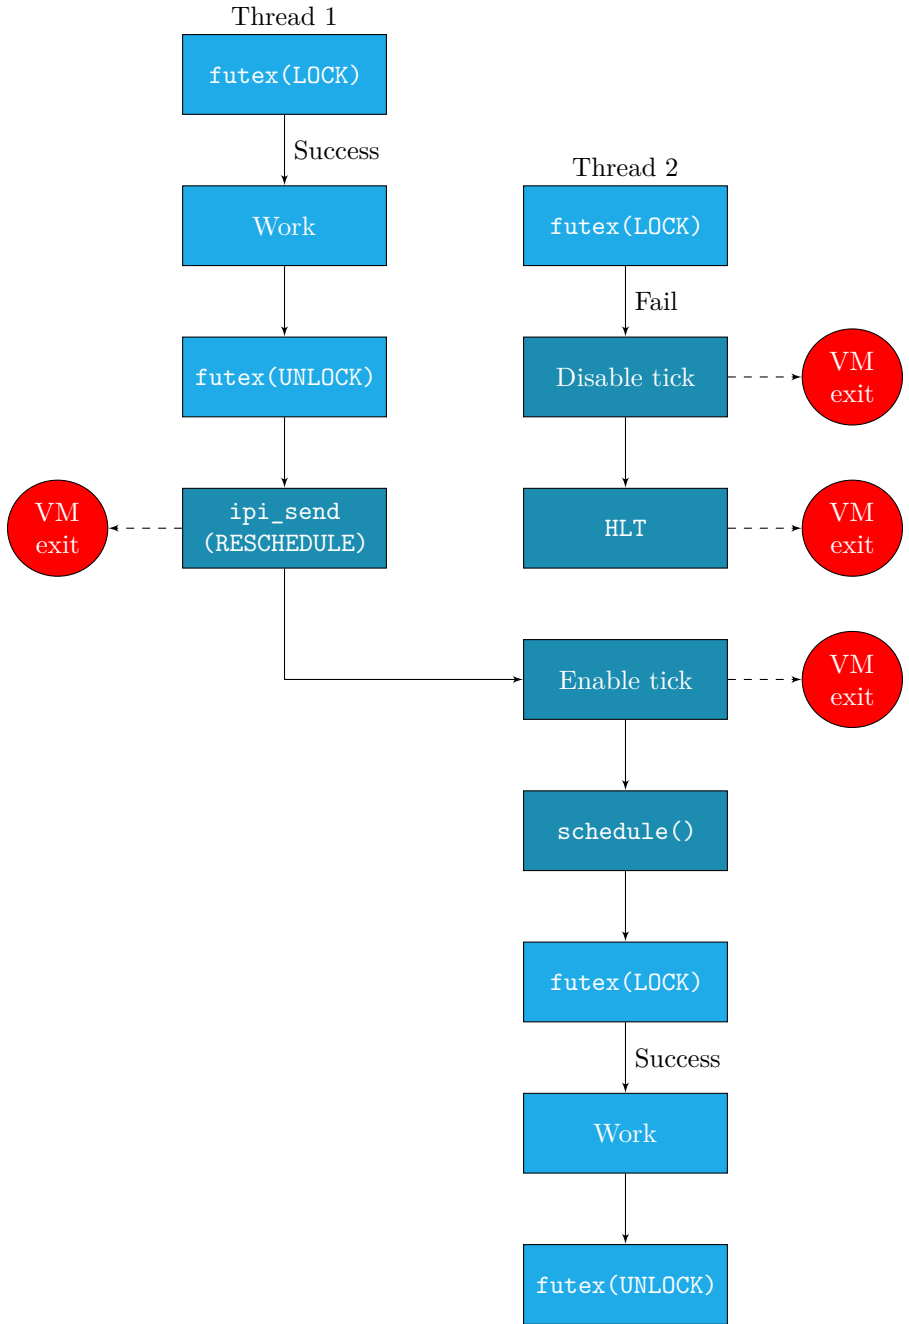 Thread 1
futex(LOCK)
Success
Work
Thread 2
futex(LOCK)
Fail
futex(UNLOCK)
Disable tick
VM
exit
VM
exit
ipi_send
(RESCHEDULE)
HLT
VM
exit
Enable tick
VM
exit
schedule()
futex(LOCK)
Success
Work
futex(UNLOCK)